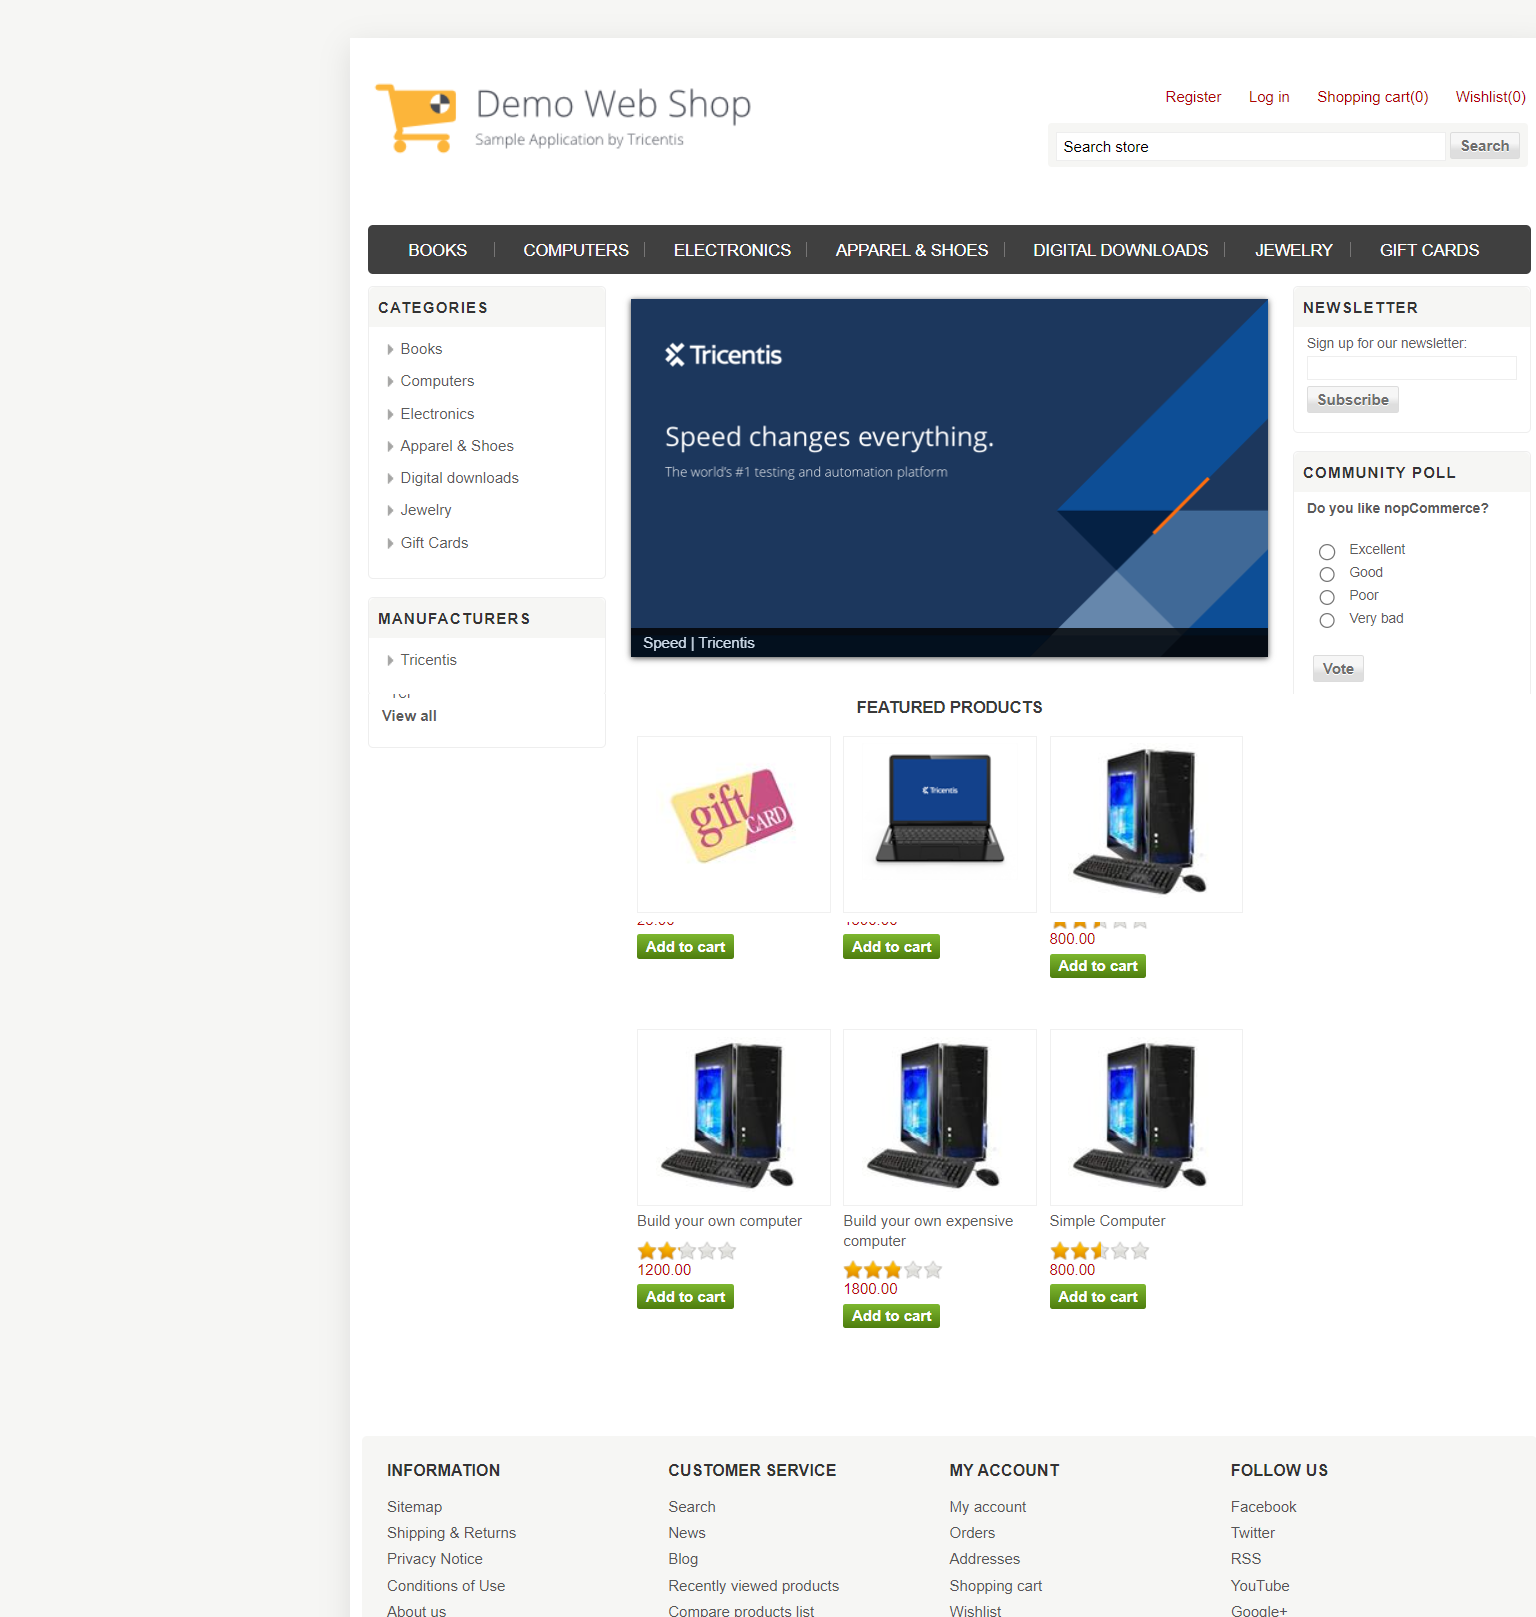 Demo Web Shop
Sample Application by Tricentis
Register Log in Shopping cart(0) Wishlist(0)
Search store Search
BOOKS COMPUTERS ELECTRONICS APPAREL & SHOES DIGITAL DOWNLOADS JEWELRY GIFT CARDS
CATEGORIES
Books
Computers
Electronics
Apparel & Shoes
Digital downloads
Jewelry
Gift Cards
MANUFACTURERS
Tricentis
View all
Tricentis
Speed changes everything.
The world's #1 testing and automation platform
Speed | Tricentis
NEWSLETTER
Sign up for our newsletter:
Subscribe
COMMUNITY POLL
Do you like nopCommerce?
Excellent
Good
Poor
Very bad
Vote
FEATURED PRODUCTS
gift CARD
Tricentis
800.00
Add to cart Add to cart Add to cart
Build your own computer
1200.00
Add to cart
Build your own expensive
computer
1800.00
Add to cart
Simple Computer
800.00
Add to cart
INFORMATION
Sitemap
Shipping & Returns
Privacy Notice
Conditions of Use
About us
CUSTOMER SERVICE
Search
News
Blog
Recently viewed products
Compare products list
MY ACCOUNT
My account
Orders
Addresses
Shopping cart
Wishlist
FOLLOW US
Facebook
Twitter
RSS
YouTube
Google+